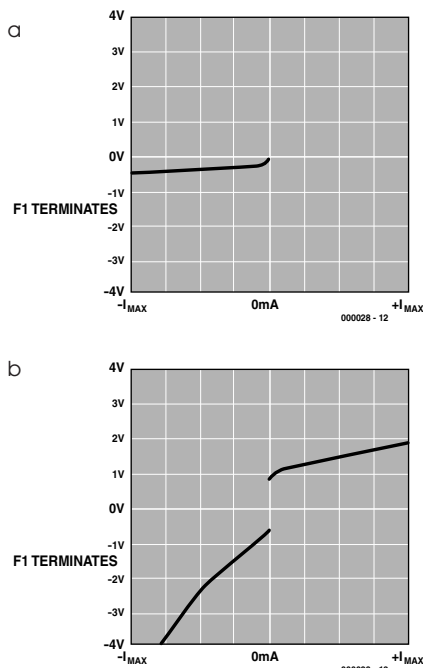 a
4V
3V
2V
1V
0V
-1V
F1 TERMINATES
-2V
-3V
-4V
-IMAX
0mA
+IMAX
000028 - 12
b
4V
3V
2V
1V
0V
-1V
F1 TERMINATES
-2V
-3V
-4V
-IMAX
0mA
+IMAX